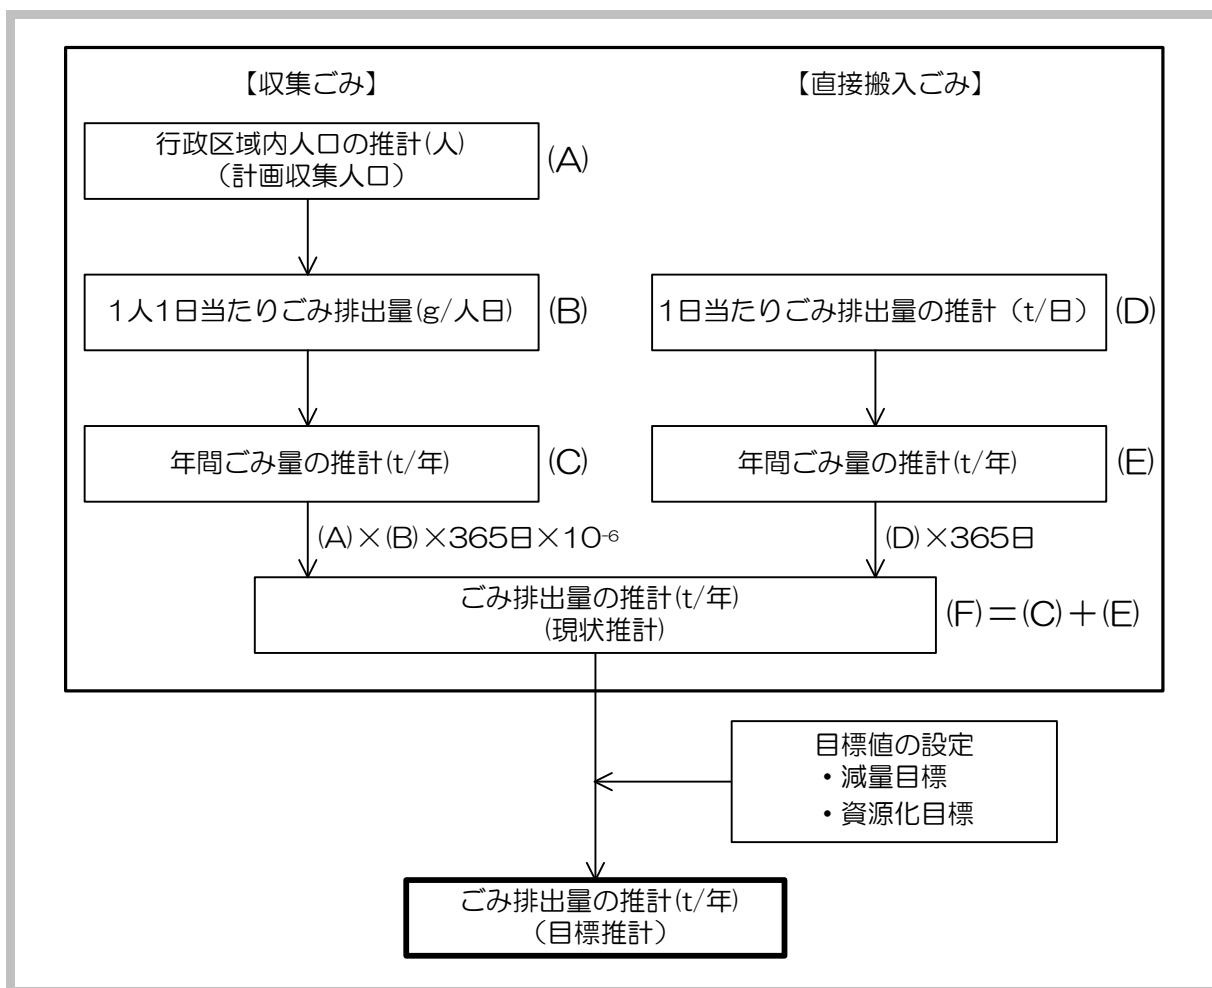 【収集ごみ】
【直接搬入ごみ】
行政区域内人口の推計(人)
（計画収集人口）
(A)
1人1日当たりごみ排出量(g/人日)
(B)
1日当たりごみ排出量の推計（t/日）
(D)
年間ごみ量の推計(t/年)
(C)
年間ごみ量の推計(t/年)
(E)
(A)×(B)×365日×10-6
(D)×365日
ごみ排出量の推計(t/年)
(現状推計)
(F)＝(C)＋(E)
目標値の設定
・減量目標
・資源化目標
ごみ排出量の推計(t/年)
（目標推計）